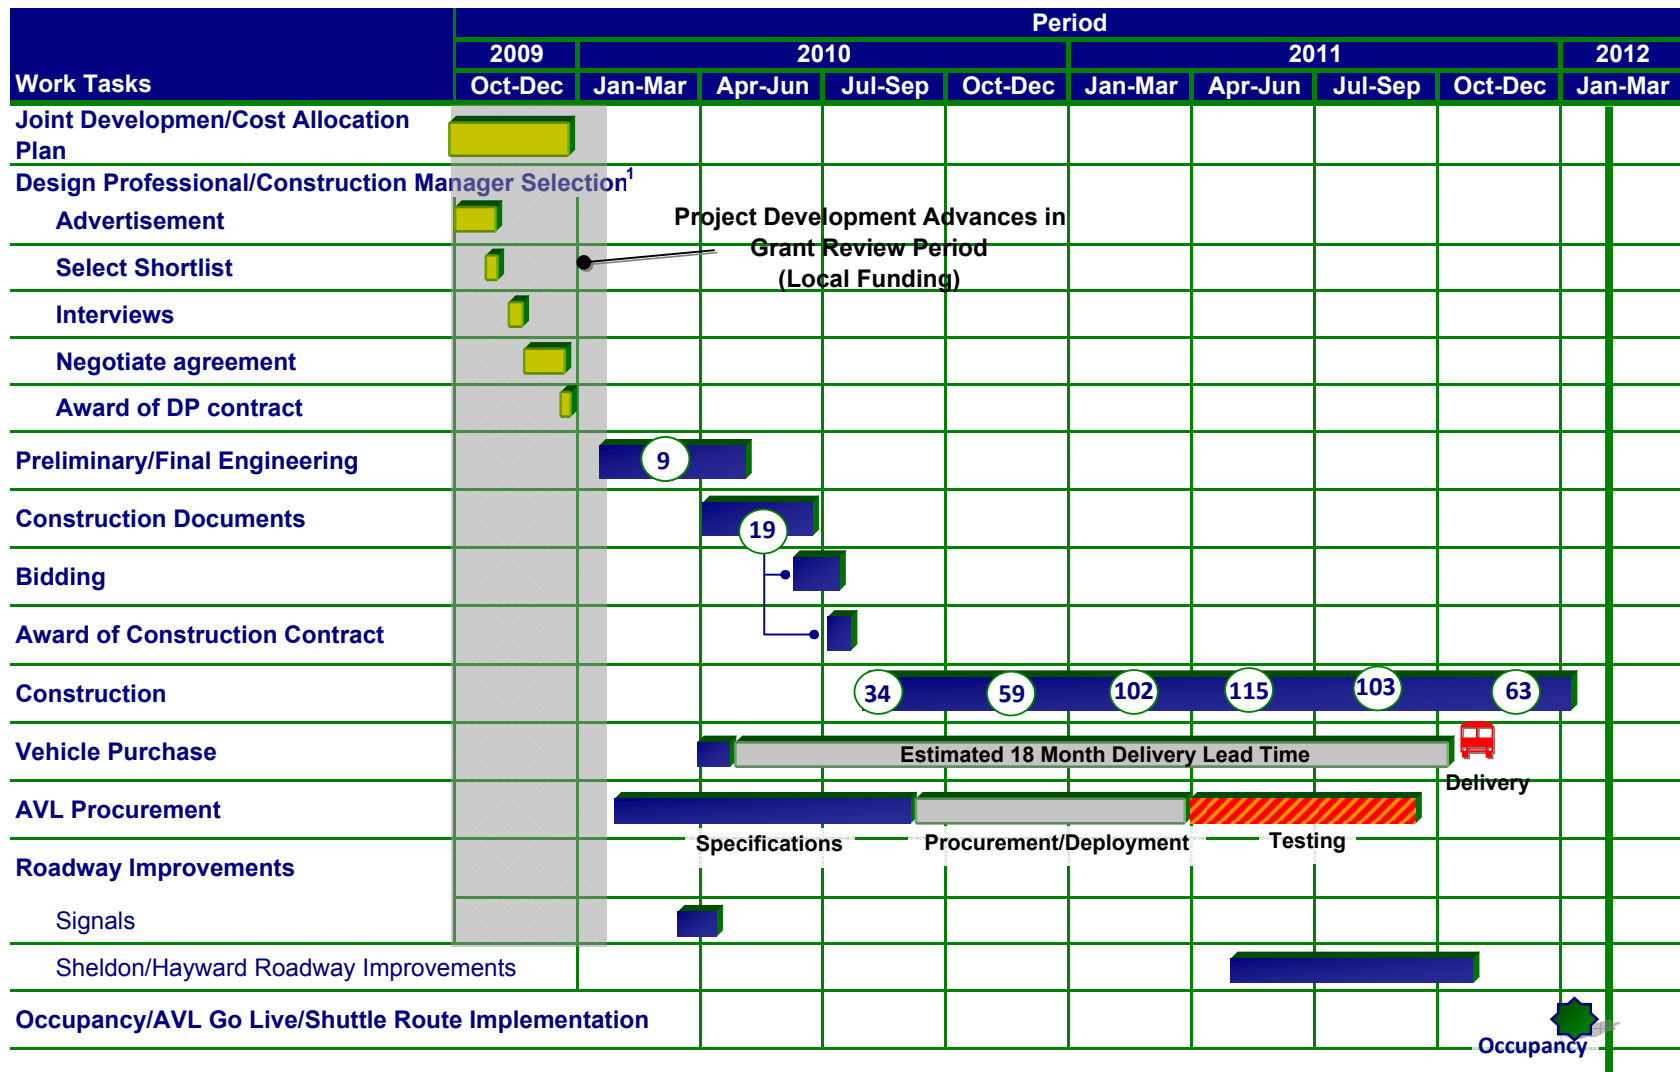 Period
2009 2010 2011 2012
Work Tasks Oct-Dec Jan-Mar Apr-Jun Jul-Sep Oct-Dec Jan-Mar Apr-Jun Jul-Sep Oct-Dec Jan-Mar
Joint Developmen/Cost Allocation
Plan
Design Professional/Construction Manager Selection¹
Advertisement
Project Development Advances in
Grant Review Period
(Local Funding)
Select Shortlist
Interviews
Negotiate agreement
Award of DP contract
Preliminary/Final Engineering 9
Construction Documents 19
Bidding
Award of Construction Contract
Construction 34 59 102 115 103 63
Vehicle Purchase Estimated 18 Month Delivery Lead Time
Delivery
AVL Procurement
Specifications Procurement/Deployment Testing
Roadway Improvements
Signals
Sheldon/Hayward Roadway Improvements
Occupancy/AVL Go Live/Shuttle Route Implementation
Occupancy